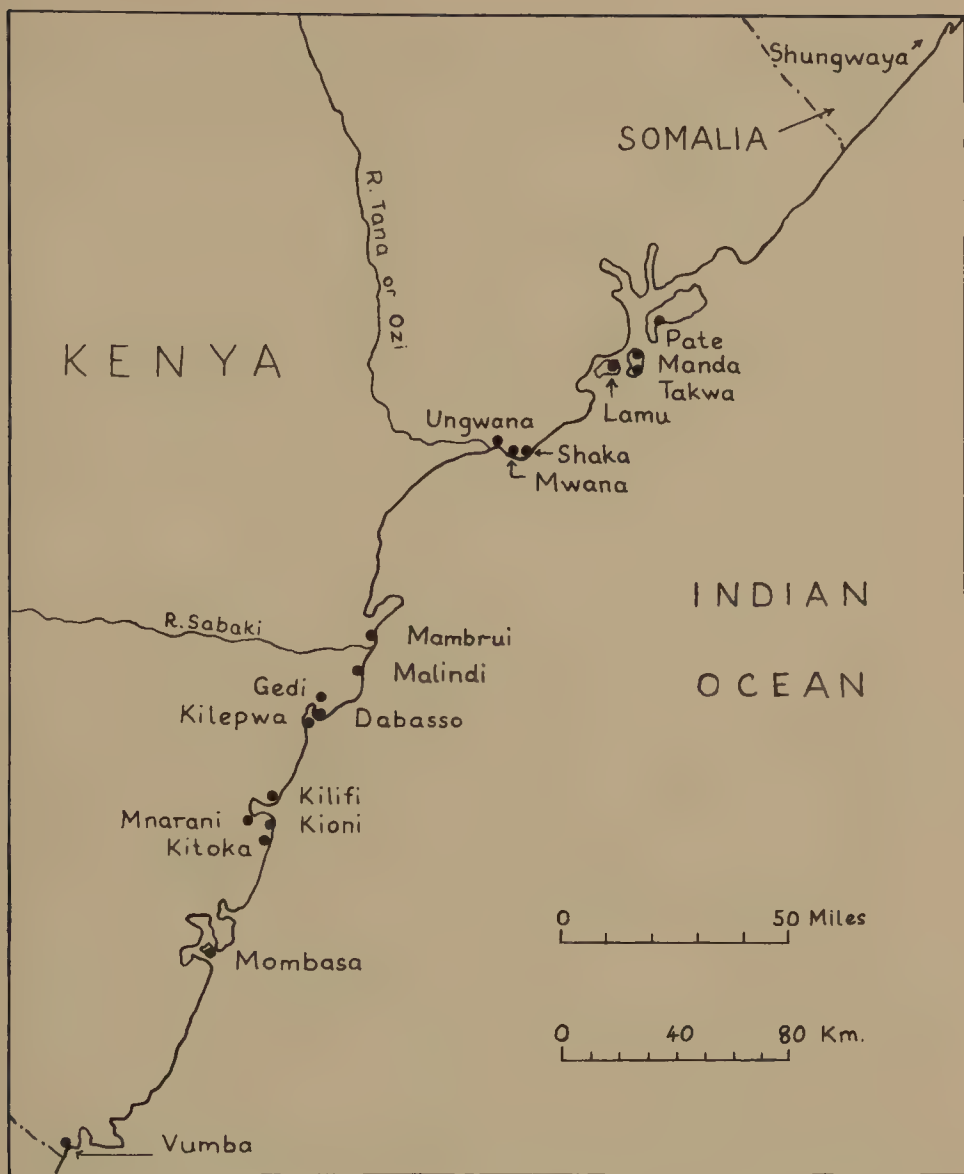 Shungwaya
SOMALIA
R. Tana or Ozi
KENYA
Pate
Manda
Takwa
Lamu
Ungwana
Shaka
Mwana
INDIAN
OCEAN
R. Sabaki
Mambrui
Malindi
Gedi
Kilepwa
Dabasso
Kilifi
Mnarani
Kioni
Kitoka
0 50 Miles
Mombasa
0 40 80 Km.
Vumba